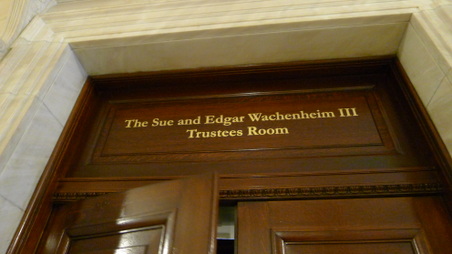 The Sue and Edgar Wachenheim III
Trustees Room